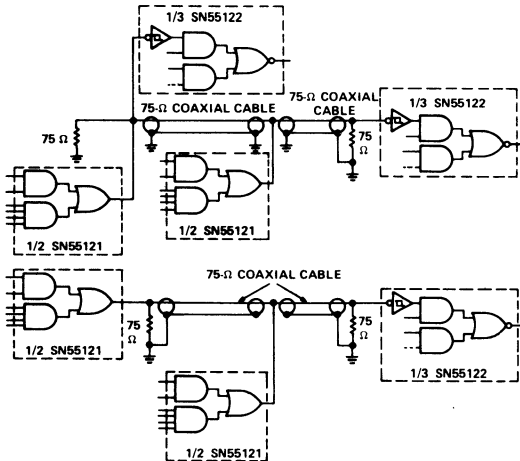 1/3 SN55122
75-Ω COAXIAL CABLE
75-Ω COAXIAL
CABLE
1/3 SN55122
75
Ω
75
Ω
1/2 SN55121
1/2 SN55121
75-Ω COAXIAL CABLE
75
Ω
75
Ω
1/2 SN55121
1/3 SN55122
1/2 SN55121